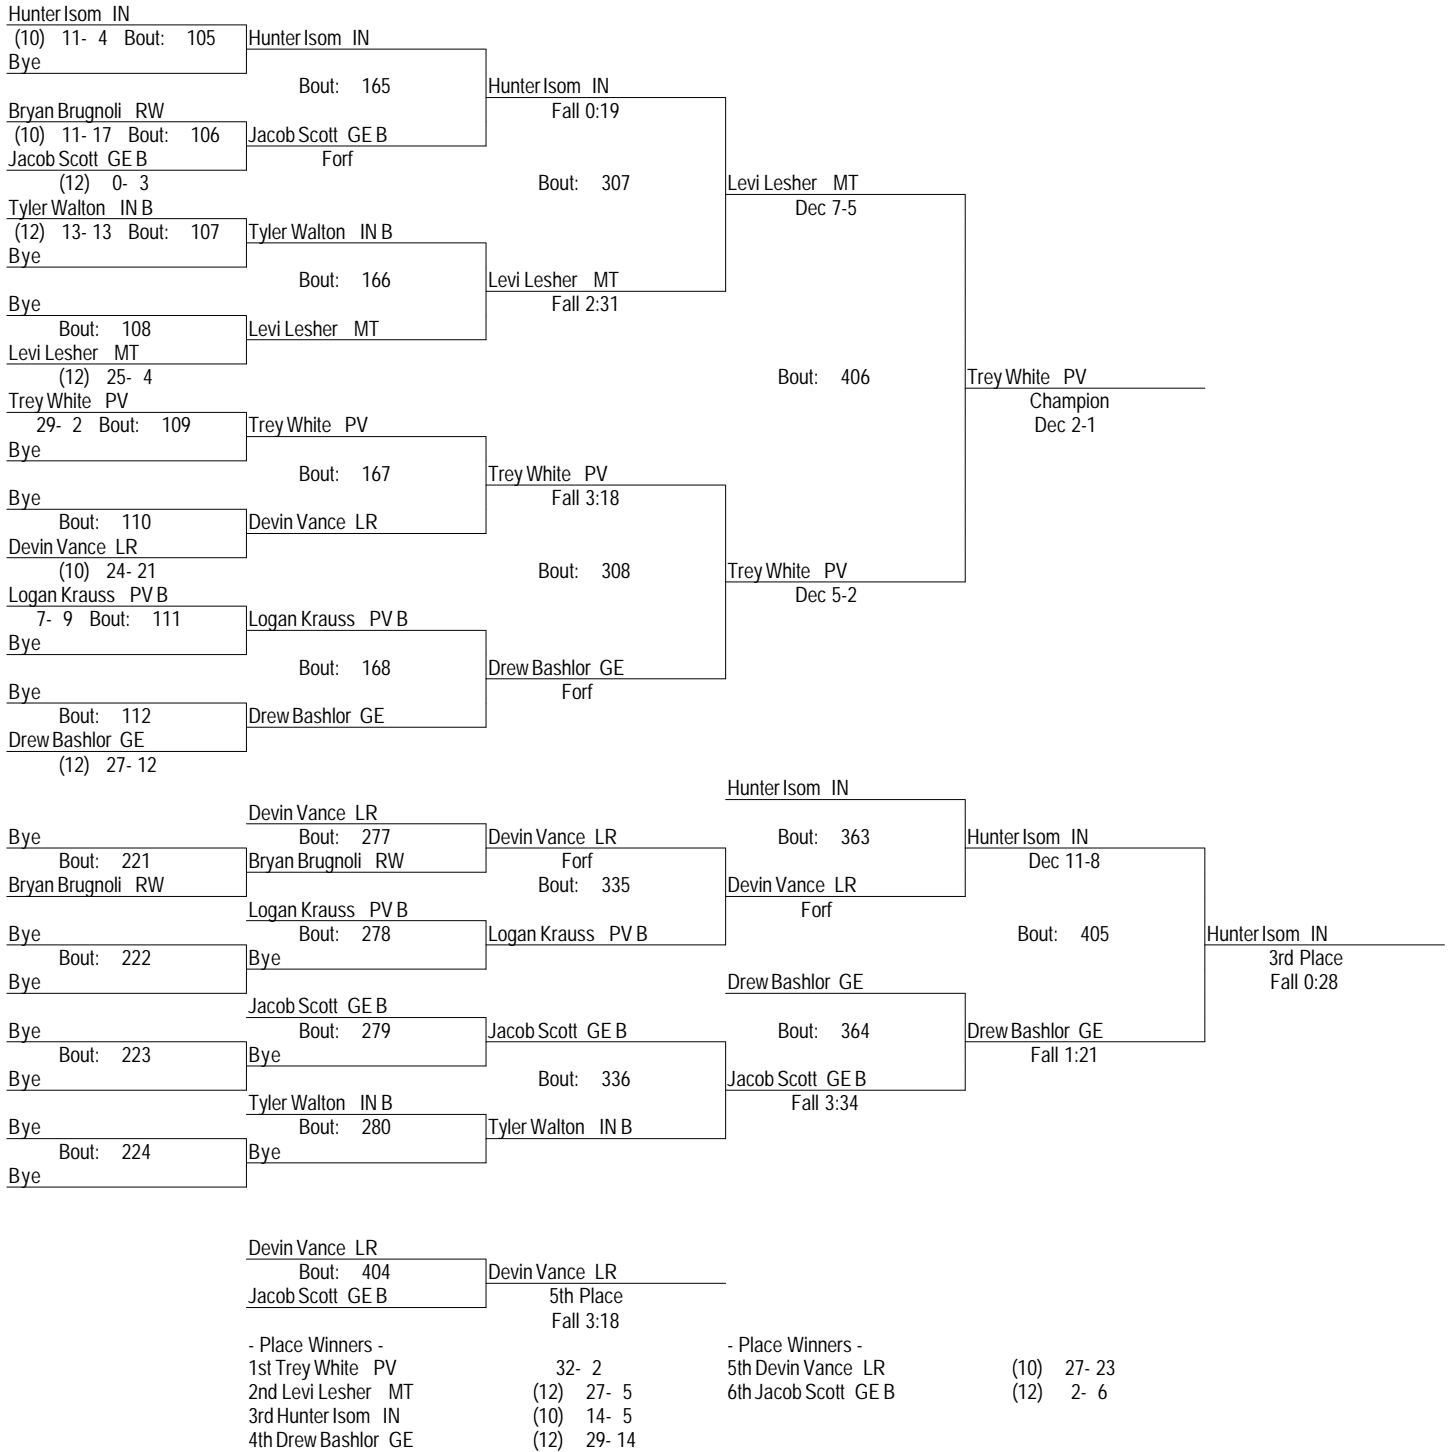 Hunter Isom IN
(10) 11- 4 Bout: 105 Hunter Isom IN
Bye
Bout: 165 Hunter Isom IN
Bryan Brugnoli RW Fall 0:19
(10) 11- 17 Bout: 106 Jacob Scott GE B
Jacob Scott GE B Forf
(12) 0- 3 Bout: 307 Levi Lesher MT
Tyler Walton IN B Dec 7-5
(12) 13- 13 Bout: 107 Tyler Walton IN B
Bye
Bout: 166 Levi Lesher MT
Bye Fall 2:31
Bout: 108 Levi Lesher MT
Levi Lesher MT
(12) 25- 4 Bout: 406 Trey White PV
Trey White PV Champion
29- 2 Bout: 109 Trey White PV Dec 2-1
Bye
Bout: 167 Trey White PV
Bye Fall 3:18
Bout: 110 Devin Vance LR
Devin Vance LR
(10) 24- 21 Bout: 308 Trey White PV
Logan Krauss PV B Dec 5-2
7- 9 Bout: 111 Logan Krauss PV B
Bye
Bout: 168 Drew Bashlor GE
Bye Forf
Bout: 112 Drew Bashlor GE
Drew Bashlor GE
(12) 27- 12
Hunter Isom IN
Devin Vance LR
Bye Bout: 277 Devin Vance LR Bout: 363 Hunter Isom IN
Bout: 221 Bryan Brugnoli RW Forf Dec 11-8
Bryan Brugnoli RW Bout: 335 Devin Vance LR
Logan Krauss PV B Forf
Bye Bout: 278 Logan Krauss PV B Bout: 405 Hunter Isom IN
Bout: 222 Bye 3rd Place
Bye Drew Bashlor GE Fall 0:28
Jacob Scott GE B
Bye Bout: 279 Jacob Scott GE B Bout: 364 Drew Bashlor GE
Bout: 223 Bye Fall 1:21
Bye Bout: 336 Jacob Scott GE B
Tyler Walton IN B Fall 3:34
Bye Bout: 280 Tyler Walton IN B
Bout: 224 Bye
Bye
Devin Vance LR
Bout: 404 Devin Vance LR
Jacob Scott GE B 5th Place
Fall 3:18
- Place Winners - - Place Winners -
1st Trey White PV 32- 2 5th Devin Vance LR (10) 27- 23
2nd Levi Lesher MT (12) 27- 5 6th Jacob Scott GE B (12) 2- 6
3rd Hunter Isom IN (10) 14- 5
4th Drew Bashlor GE (12) 29- 14